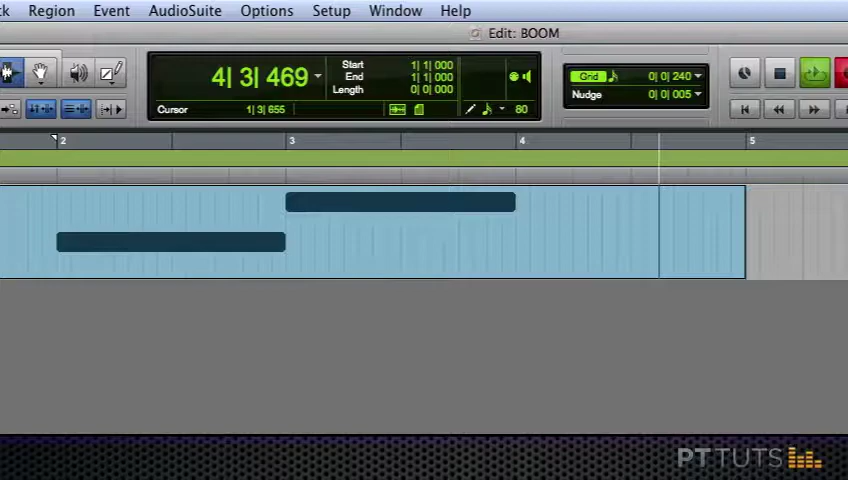 ck Region Event AudioSuite Options Setup Window Help
Edit: BOOM
4| 3| 469
Start 1| 1| 000
End 1| 1| 000
Length 0| 0| 000
Cursor 1| 3| 655
80
Grid 0| 0| 240
Nudge 0| 0| 005
2 3 4 5
PTTUTS